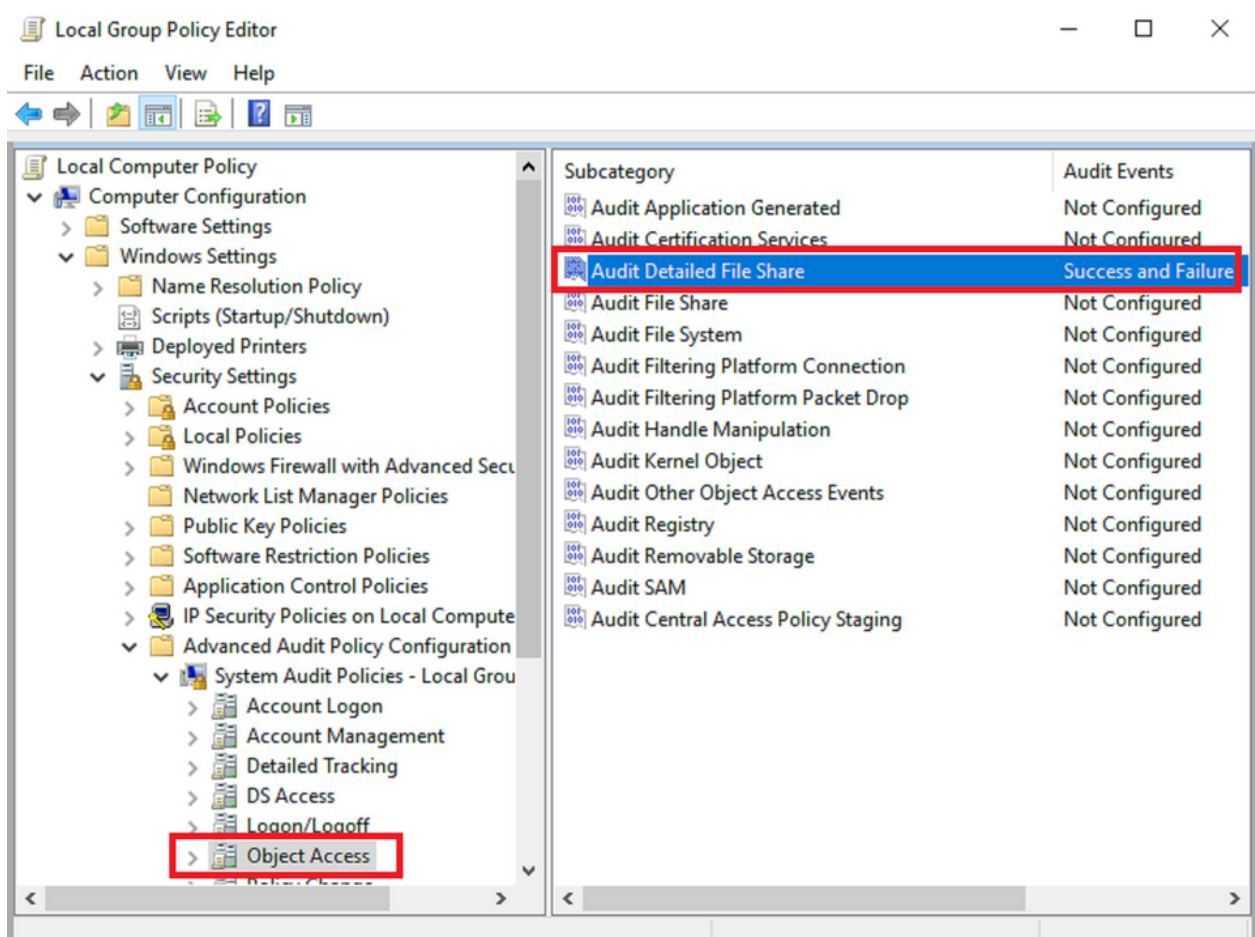 Local Group Policy Editor
File Action View Help
Local Computer Policy
Computer Configuration
Software Settings
Windows Settings
Name Resolution Policy
Scripts (Startup/Shutdown)
Deployed Printers
Security Settings
Account Policies
Local Policies
Windows Firewall with Advanced Secu
Network List Manager Policies
Public Key Policies
Software Restriction Policies
Application Control Policies
IP Security Policies on Local Compute
Advanced Audit Policy Configuration
System Audit Policies - Local Grou
Account Logon
Account Management
Detailed Tracking
DS Access
Logon/Logoff
Object Access
Policy Change
Subcategory Audit Events
Audit Application Generated Not Configured
Audit Certification Services Not Configured
Audit Detailed File Share Success and Failure
Audit File Share Not Configured
Audit File System Not Configured
Audit Filtering Platform Connection Not Configured
Audit Filtering Platform Packet Drop Not Configured
Audit Handle Manipulation Not Configured
Audit Kernel Object Not Configured
Audit Other Object Access Events Not Configured
Audit Registry Not Configured
Audit Removable Storage Not Configured
Audit SAM Not Configured
Audit Central Access Policy Staging Not Configured